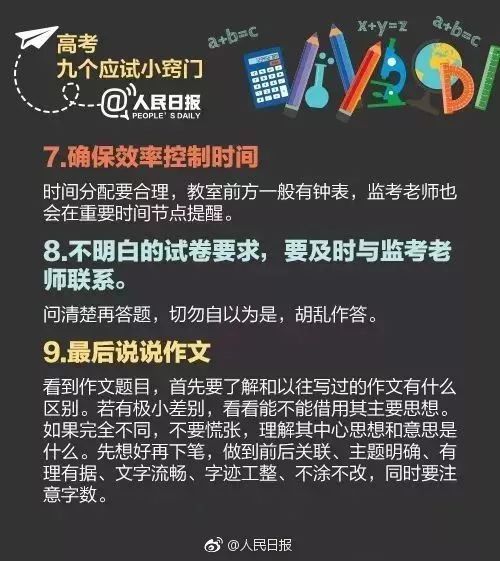 高考
九个应试小窍门
@人民日报
PEOPLE'S DAILY
a+b=c
x+y=z
a+b=c
7.确保效率控制时间
时间分配要合理，教室前方一般有钟表，监考老师也
会在重要时间节点提醒。
8.不明白的试卷要求，要及时与监考老
师联系。
问清楚再答题，切勿自以为是，胡乱作答。
9.最后说说作文
看到作文题目，首先要了解和以往写过的作文有什么
区别。若有极小差别，看看能不能借用其主要思想。
如果完全不同，不要慌张，理解其中心思想和意思是
什么。先想好再下笔，做到前后关联、主题明确、有
理有据、文字流畅、字迹工整、不涂不改，同时要注
意字数。
@人民日报